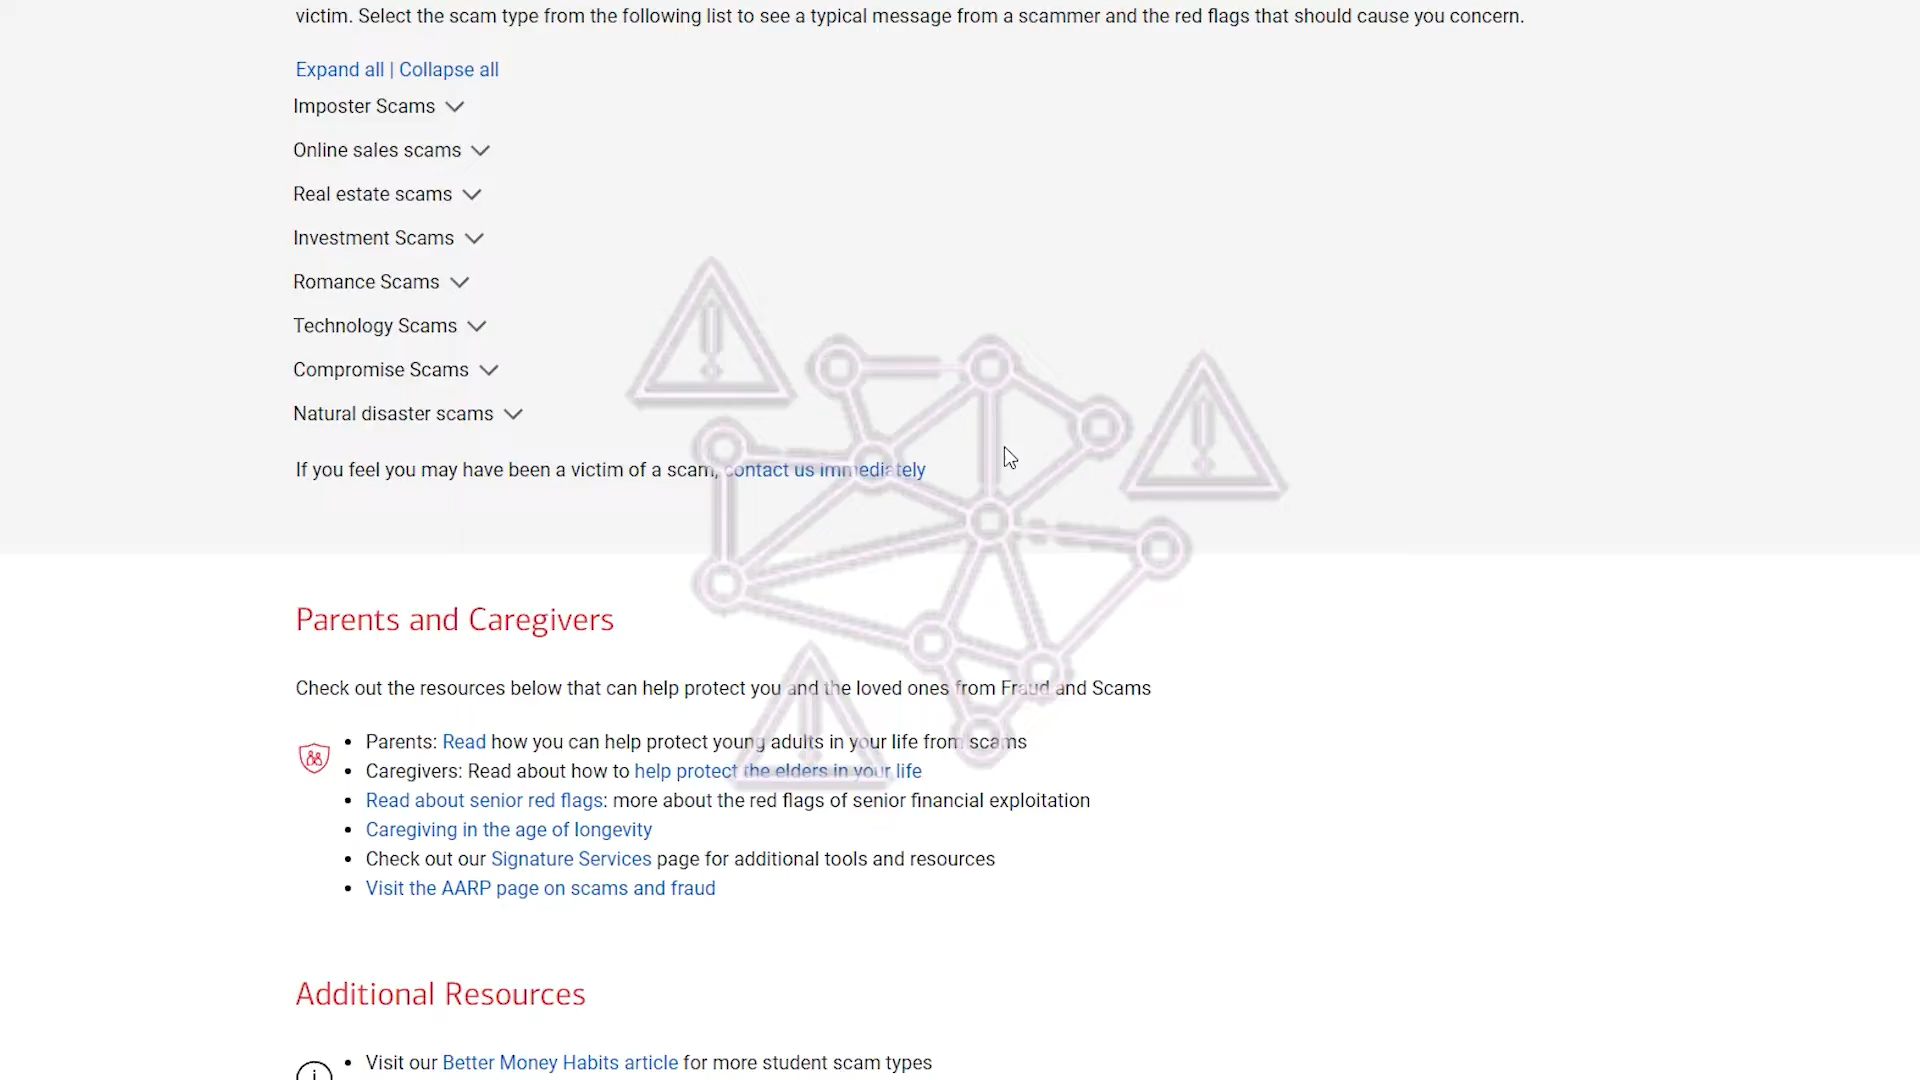 victim. Select the scam type from the following list to see a typical message from a scammer and the red flags that should cause you concern.
Expand all | Collapse all
Imposter Scams
Online sales scams
Real estate scams
Investment Scams
Romance Scams
Technology Scams
Compromise Scams
Natural disaster scams
If you feel you may have been a victim of a scam, contact us immediately
Parents and Caregivers
Check out the resources below that can help protect you and the loved ones from Fraud and Scams
• Parents: Read how you can help protect young adults in your life from scams
• Caregivers: Read about how to help protect the elders in your life
• Read about senior red flags: more about the red flags of senior financial exploitation
• Caregiving in the age of longevity
• Check out our Signature Services page for additional tools and resources
• Visit the AARP page on scams and fraud
Additional Resources
• Visit our Better Money Habits article for more student scam types